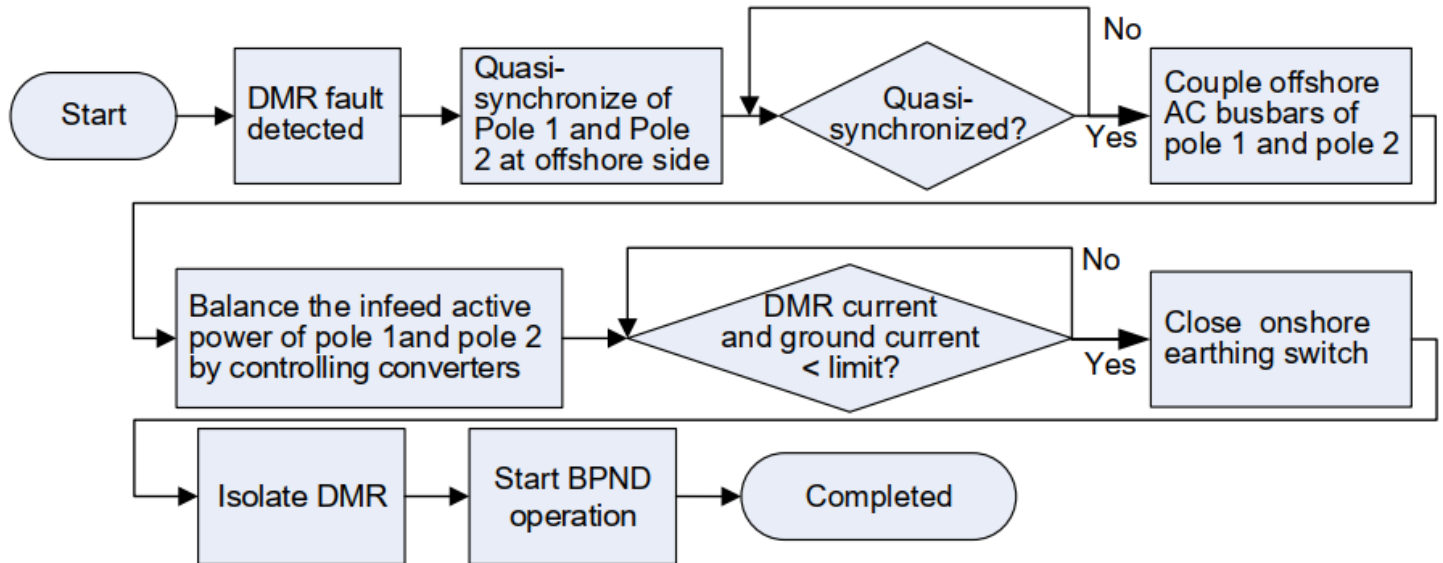 Start
DMR fault
detected
Quasi-
synchronize of
Pole 1 and Pole
2 at offshore side
Quasi-
synchronized?
No
Yes
Couple offshore
AC busbars of
pole 1 and pole 2
Balance the infeed active
power of pole 1and pole 2
by controlling converters
DMR current
and ground current
< limit?
No
Yes
Close onshore
earthing switch
Isolate DMR
Start BPND
operation
Completed